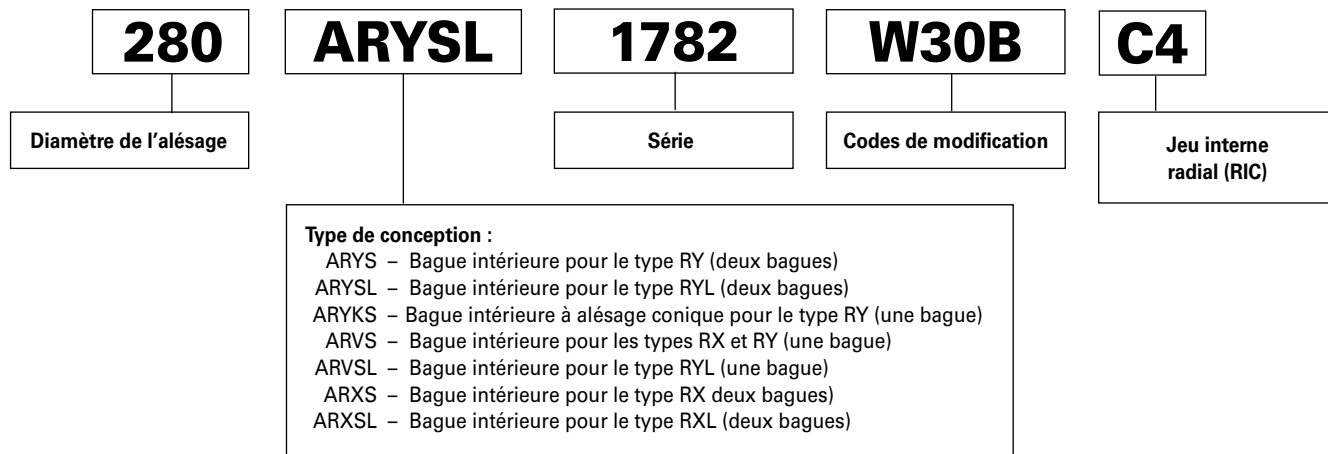 280 ARYSL 1782 W30B C4
Diamètre de l'alésage
Série
Codes de modification
Jeu interne
radial (RIC)
Type de conception :
ARYS – Bague intérieure pour le type RY (deux bagues)
ARYSL – Bague intérieure pour le type RYL (deux bagues)
ARYKS – Bague intérieure à alésage conique pour le type RY (une bague)
ARVS – Bague intérieure pour les types RX et RY (une bague)
ARVSL – Bague intérieure pour le type RYL (une bague)
ARXS – Bague intérieure pour le type RX deux bagues)
ARXSL – Bague intérieure pour le type RXL (deux bagues)